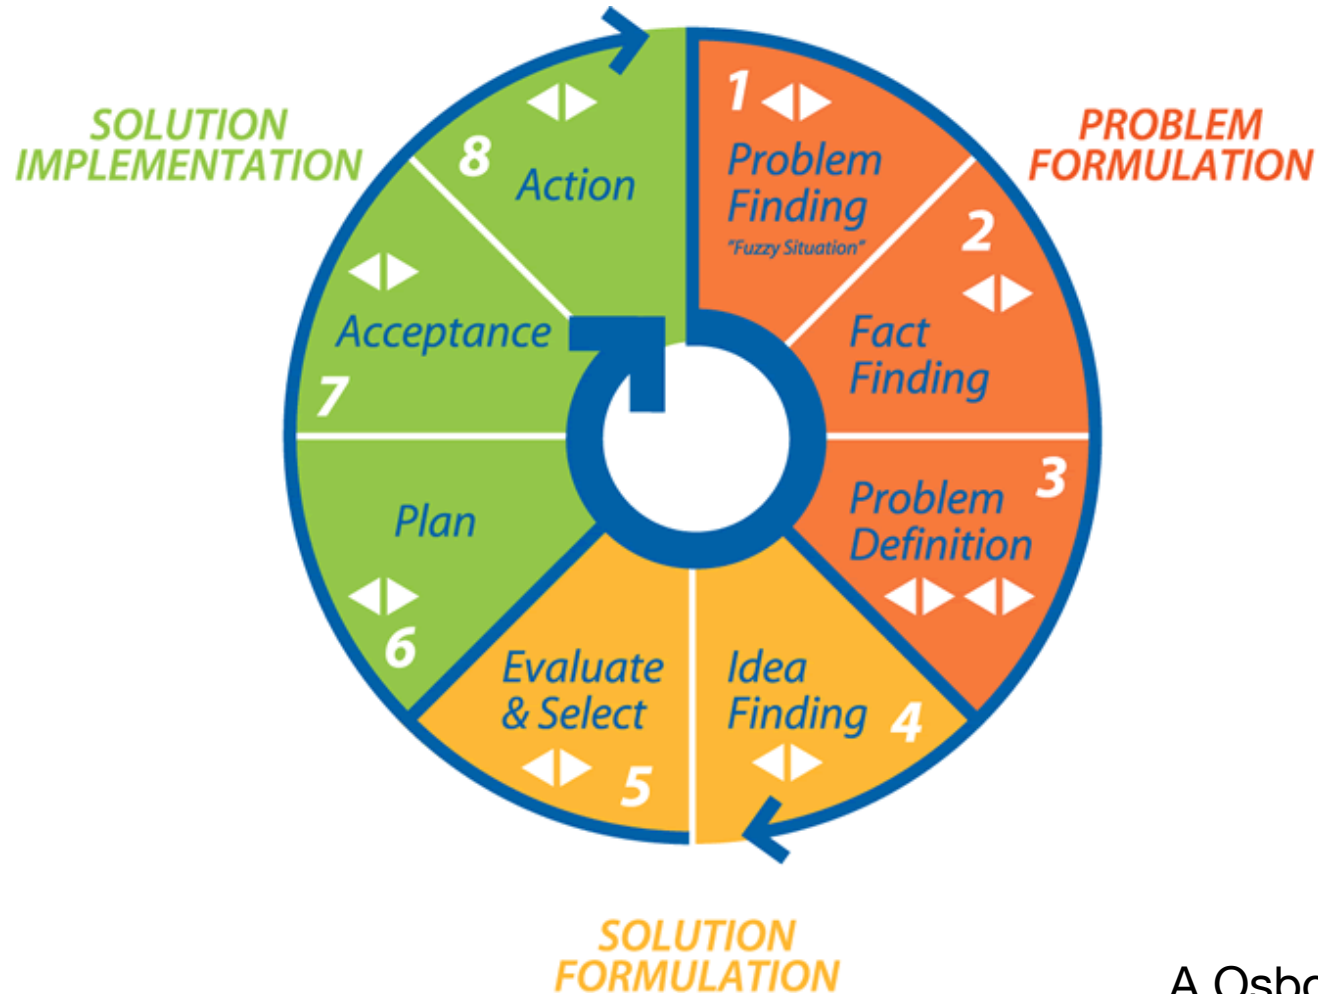 SOLUTION
IMPLEMENTATION
PROBLEM
FORMULATION
1
Problem
Finding
"Fuzzy Situation"
2
Fact
Finding
3
Problem
Definition
4
Idea
Finding
5
Evaluate
& Select
6
Plan
7
Acceptance
8
Action
SOLUTION
FORMULATION
A